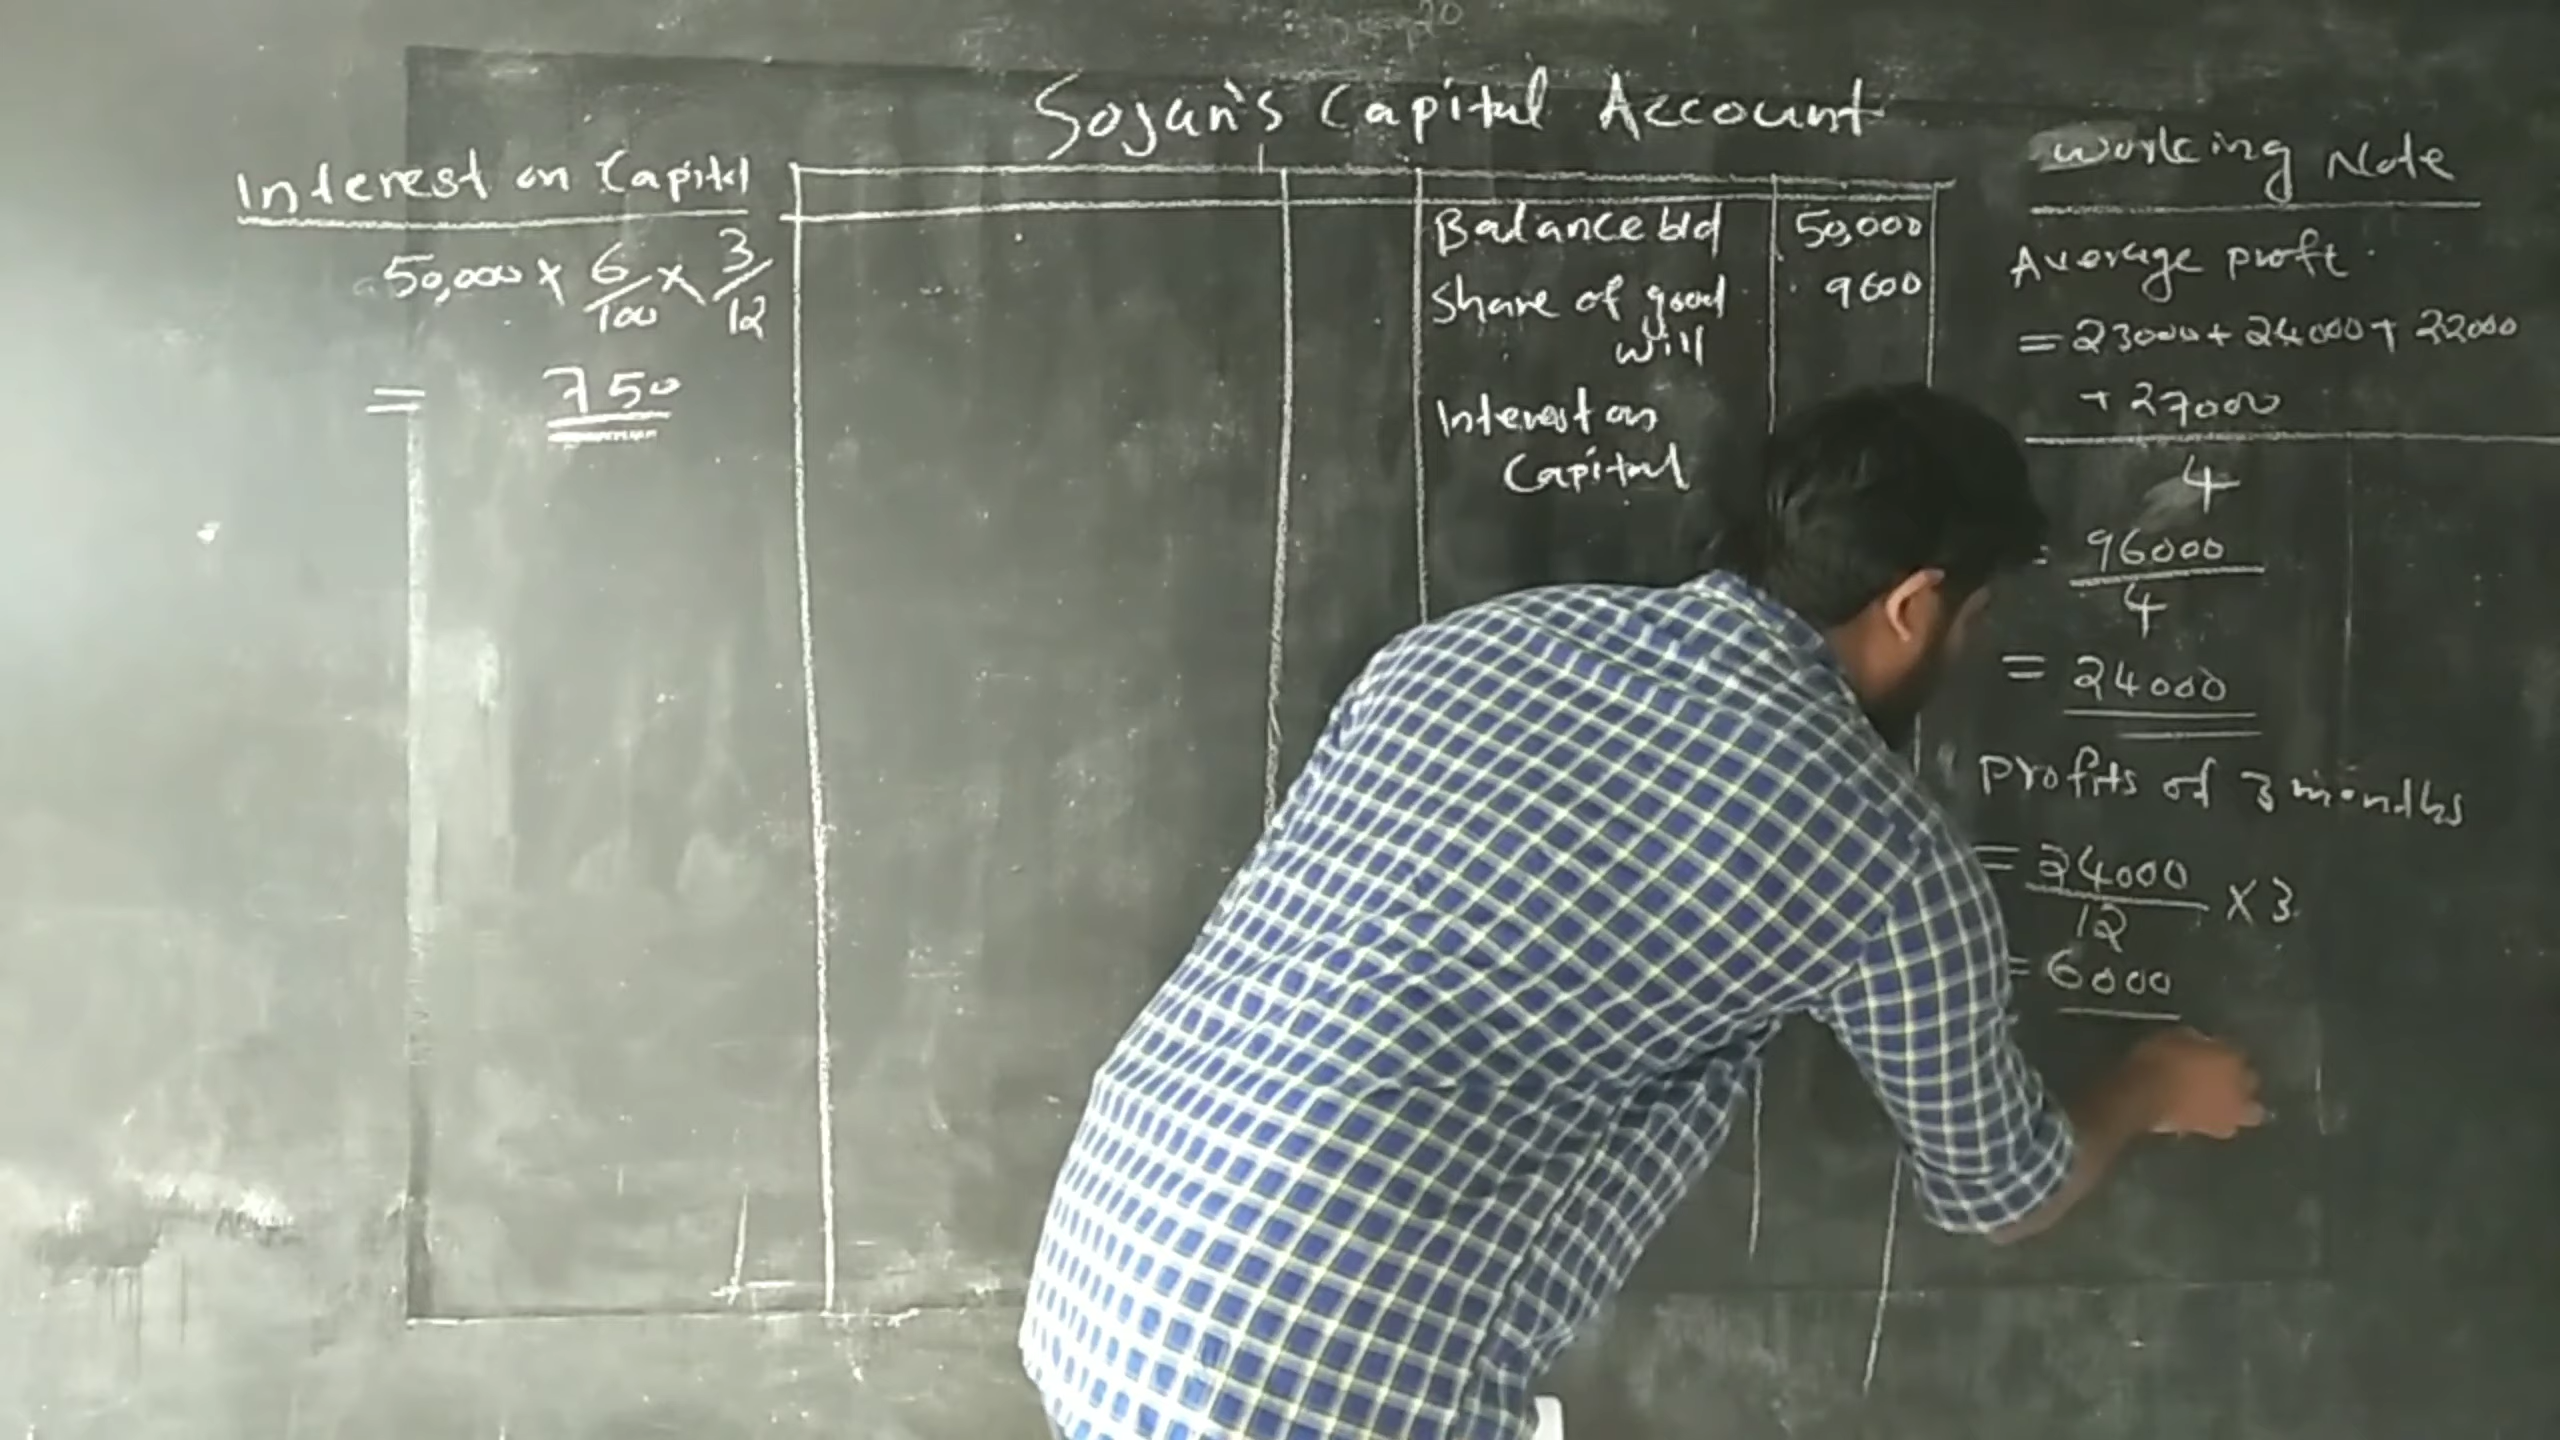 Sojan's Capital Account
Interest on Capital
50,000 × 6/100 × 3/12
= 750
Balance b/d 50,000
Share of good 9600
will
Interest on
Capital
Working Note
Average profit
= 23000 + 24000 + 22000
+ 27000
4
= 96000
4
= 24000
Profits of 3 months
= 24000
12 × 3
= 6000